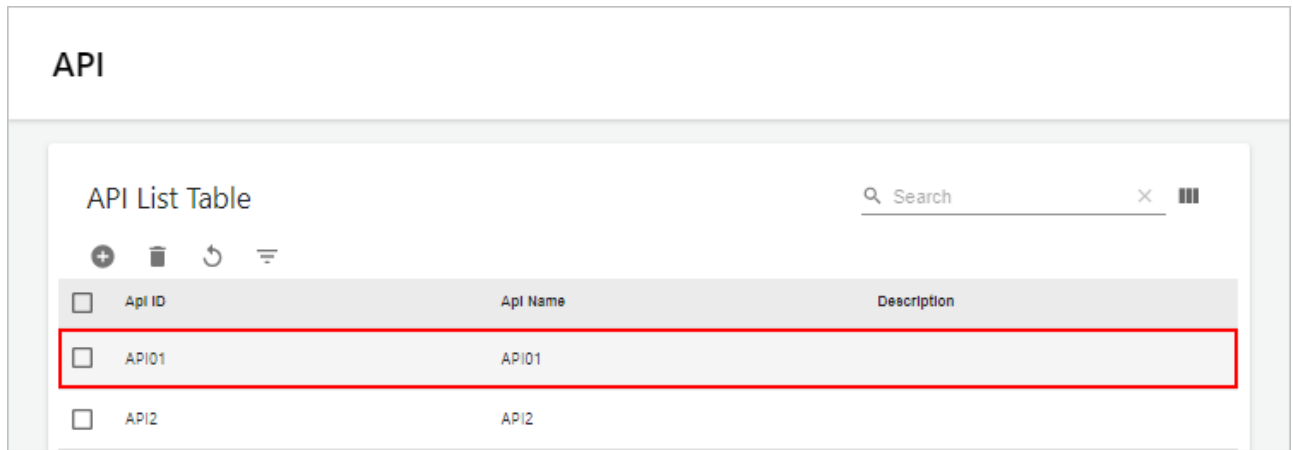 API
API List Table
Search
Api ID Api Name Description
API01 API01
API2 API2